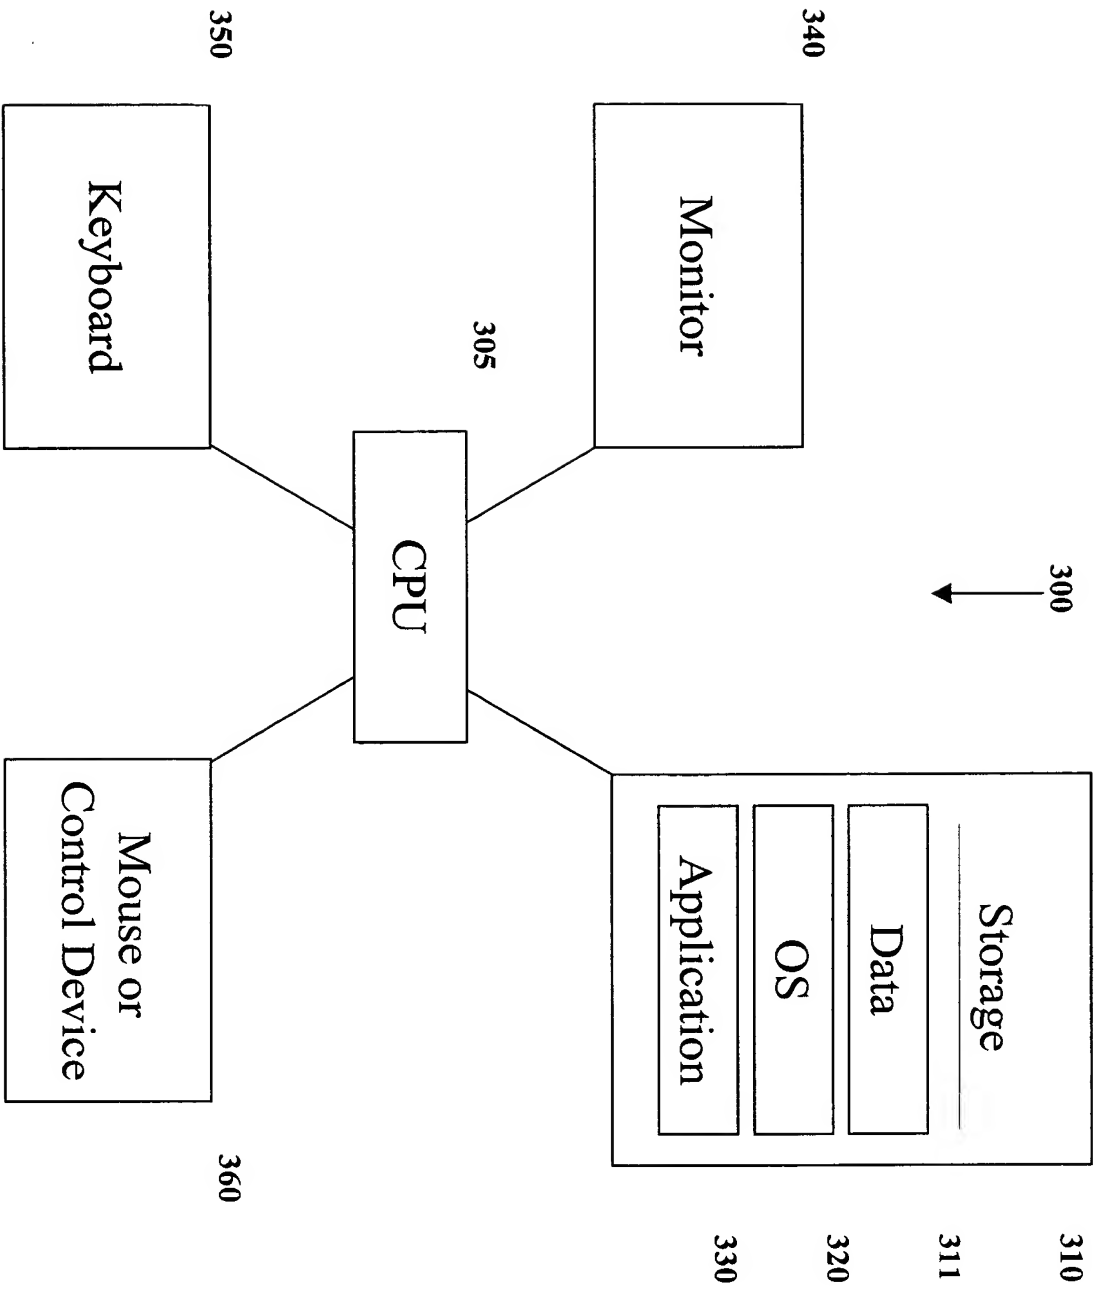 300
310
Storage
311
Data
320
OS
330
Application
340
Monitor
305
CPU
350
Keyboard
360
Mouse or
Control Device